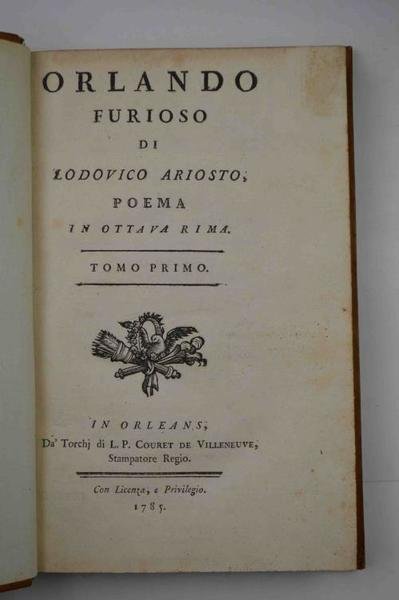 ORLANDO
FURIOSO
DI
LODOVICO ARIOSTO,
POEMA
IN OTTAVA RIMA.
TOMO PRIMO.
IN ORLEANS,
Da' Torchj di L. P. COURET DE VILLENEUVE,
Stampatore Regio.
Con Licenza, e Privilegio.
1785.